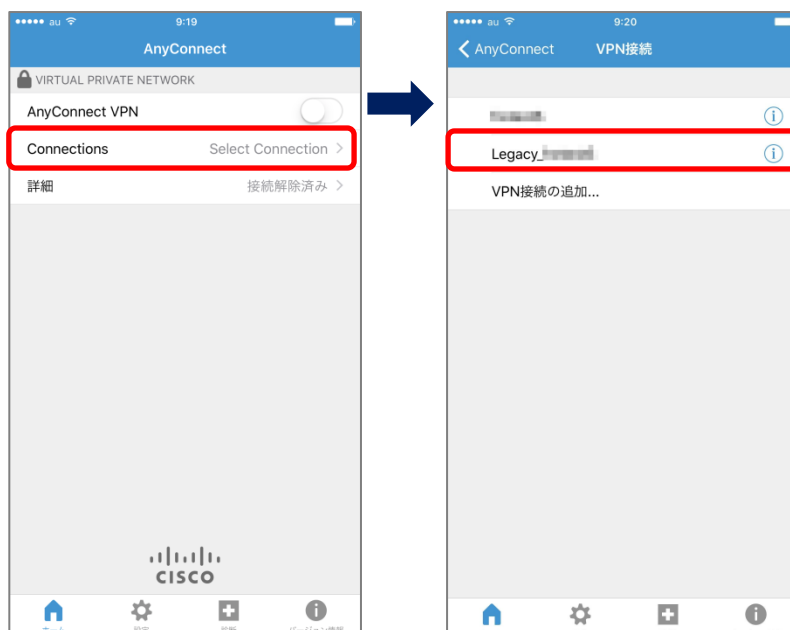 au 9:19
AnyConnect
VIRTUAL PRIVATE NETWORK
AnyConnect VPN
Connections Select Connection
詳細 接続解除済み
CISCO
au 9:20
AnyConnect VPN接続
Legacy_
VPN接続の追加...